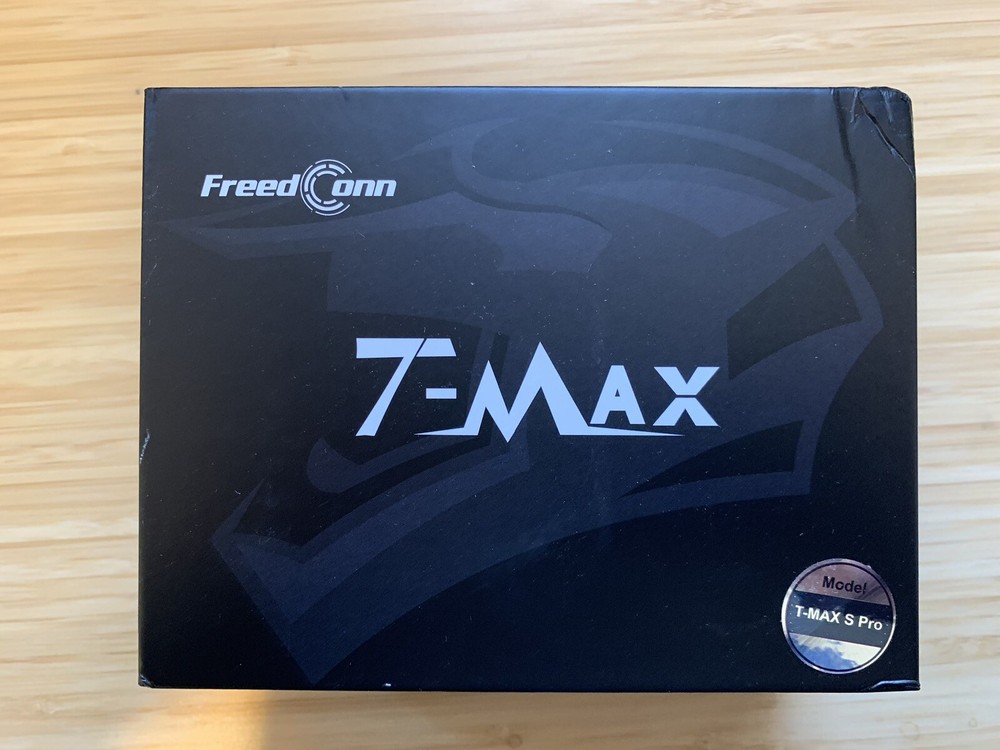 FreedConn
T-MAX
Model
T-MAX S Pro